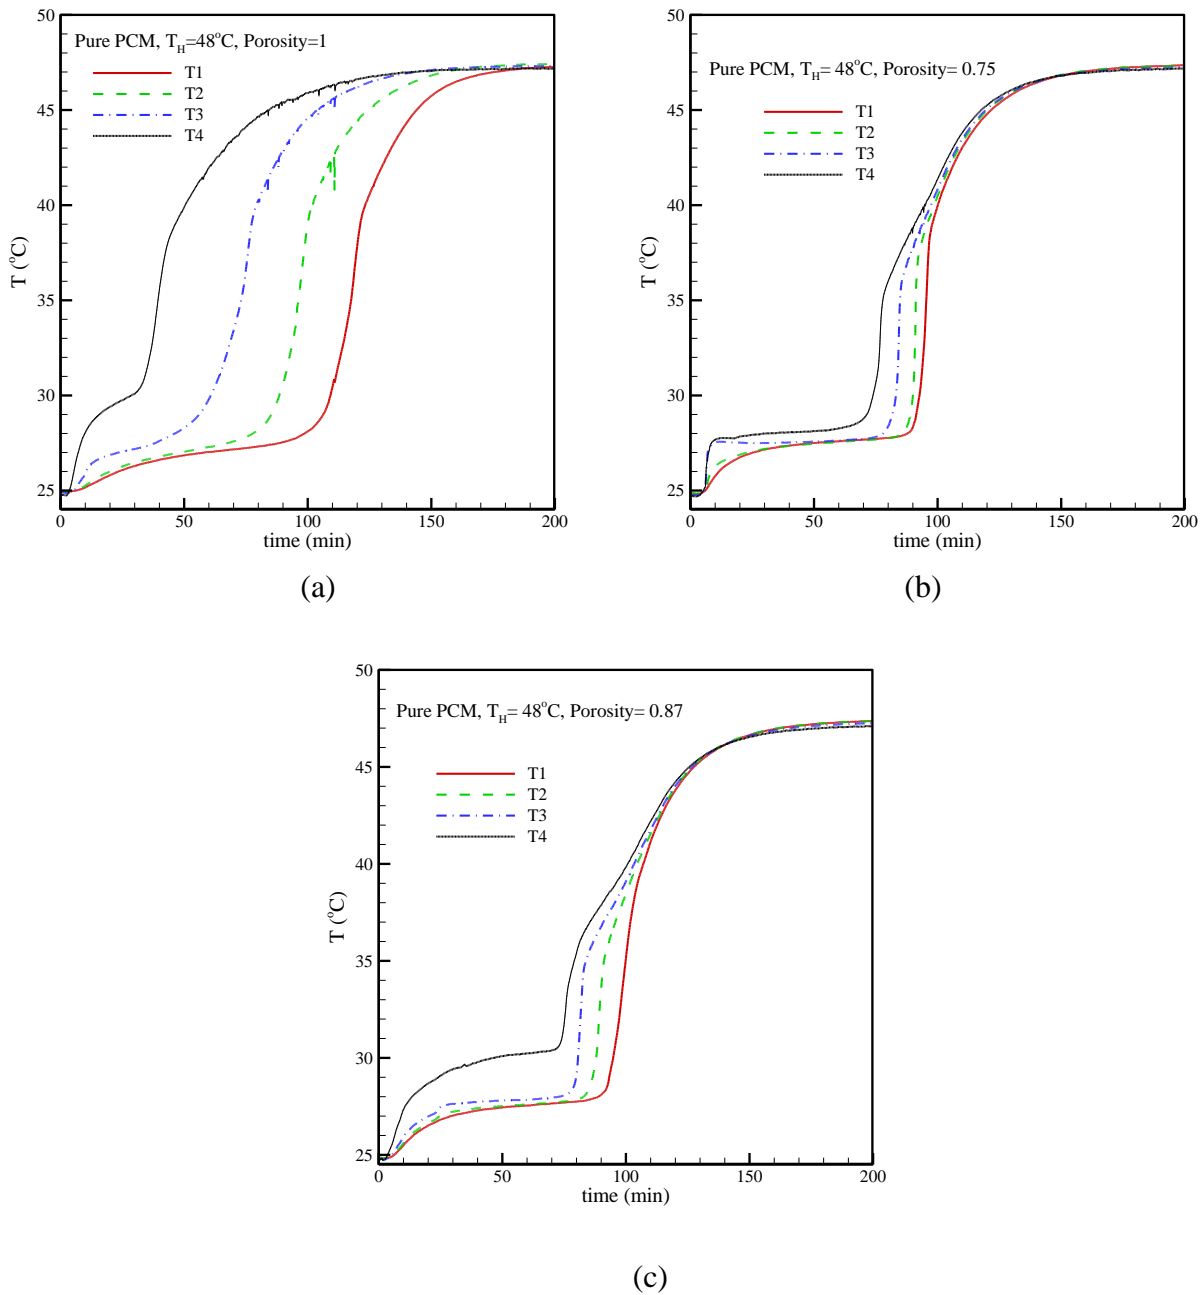 50
45
40
35
30
25
T (°C)
Pure PCM, T_H=48°C, Porosity=1
T1
T2
T3
T4
0 50 100 150 200
time (min)
(a)
50
45
40
35
30
25
T (°C)
Pure PCM, T_H= 48°C, Porosity= 0.75
T1
T2
T3
T4
0 50 100 150 200
time (min)
(b)
50
45
40
35
30
25
T (°C)
Pure PCM, T_H= 48°C, Porosity= 0.87
T1
T2
T3
T4
0 50 100 150 200
time (min)
(c)